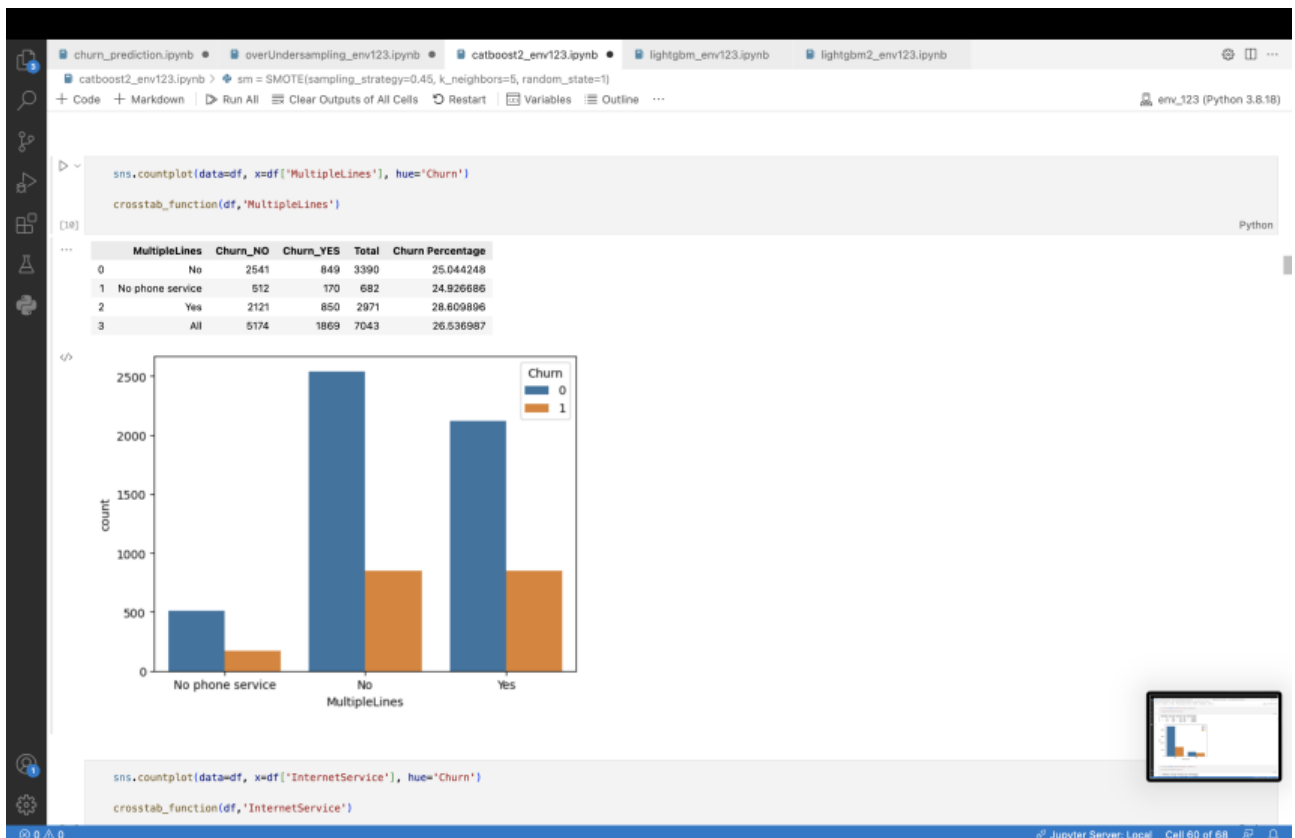 churn_prediction.ipynb ● overUndersampling_env123.ipynb ● catboost2_env123.ipynb ● lightgbm_env123.ipynb lightgbm2_env123.ipynb ...
3
catboost2_env123.ipynb > sm = SMOTE(sampling_strategy=0.45, k_neighbors=5, random_state=1)
+ Code + Markdown Run All Clear Outputs of All Cells Restart Variables Outline ... env_123 (Python 3.8.18)
sns.countplot(data=df, x=df['MultipleLines'], hue='Churn')
crosstab_function(df,'MultipleLines')
[10] Python
... MultipleLines Churn_NO Churn_YES Total Churn Percentage
0 No 2541 849 3390 25.044248
1 No phone service 512 170 682 24.926686
2 Yes 2121 850 2971 28.609896
3 All 5174 1869 7043 26.536987
</>
Churn
0
1
2500
2000
1500
1000
500
0
count
No phone service No Yes
MultipleLines
sns.countplot(data=df, x=df['InternetService'], hue='Churn')
1
crosstab_function(df,'InternetService')
0 0 Jupyter Server: Local Cell 60 of 68